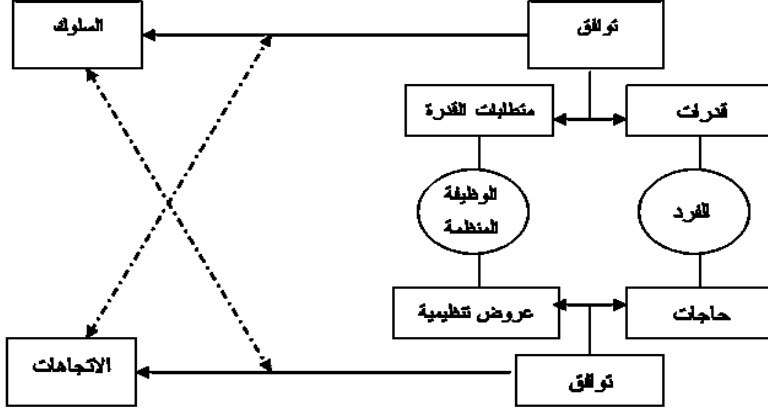 توافق
السلوك
قدرات
متطلبات القدرة
الفرد
الوظيفة
المنظمة
حاجات
عروض تنظيمية
توافق
الاتجاهات